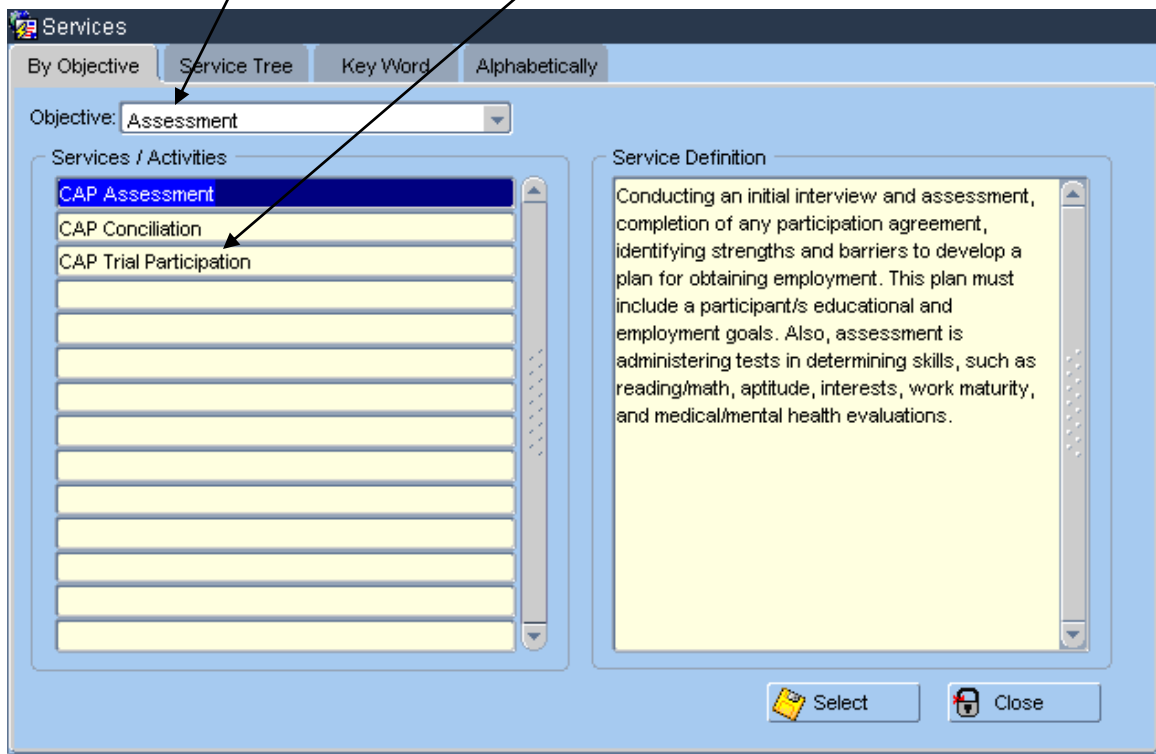 Services
By Objective Service Tree Key Word Alphabetically
Objective: Assessment
Services / Activities
CAP Assessment
CAP Conciliation
CAP Trial Participation
Service Definition
Conducting an initial interview and assessment,
completion of any participation agreement,
identifying strengths and barriers to develop a
plan for obtaining employment. This plan must
include a participant/s educational and
employment goals. Also, assessment is
administering tests in determining skills, such as
reading/math, aptitude, interests, work maturity,
and medical/mental health evaluations.
Select Close